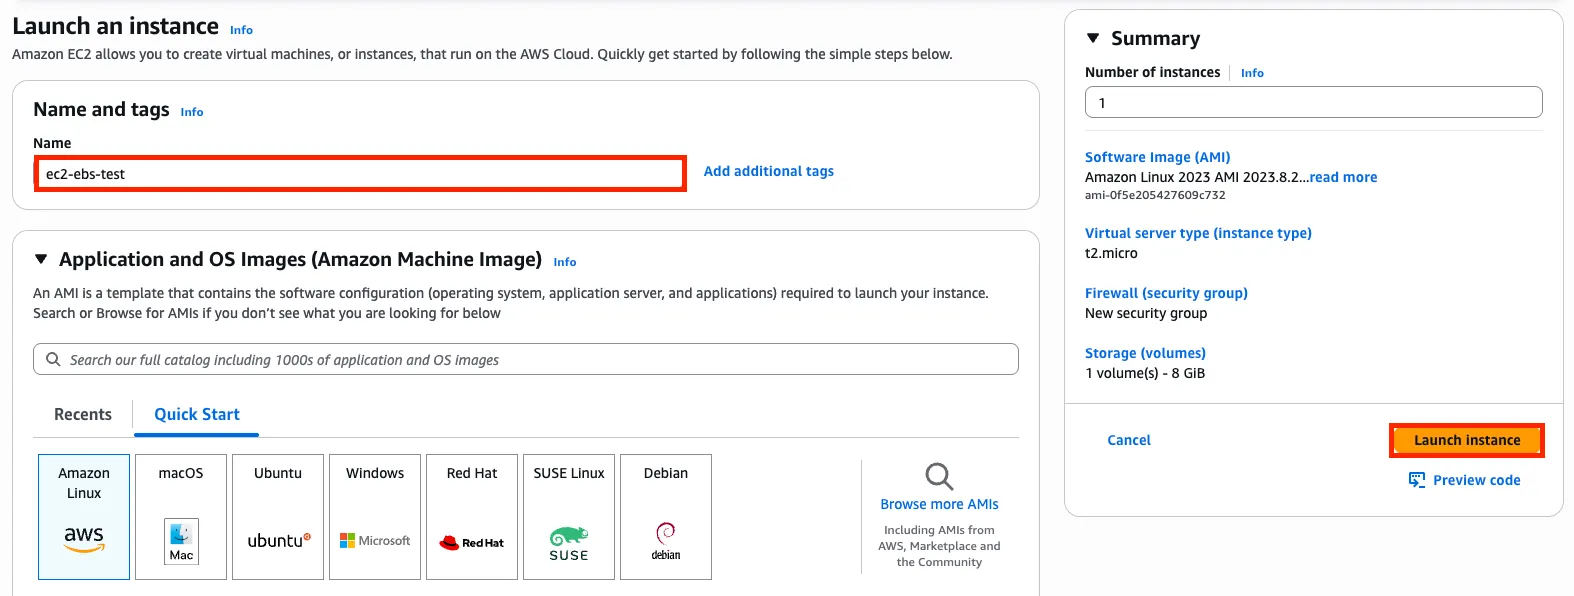 Launch an instance Info
Amazon EC2 allows you to create virtual machines, or instances, that run on the AWS Cloud. Quickly get started by following the simple steps below.
Name and tags Info
Name
ec2-ebs-test
Add additional tags
Application and OS Images (Amazon Machine Image) Info
An AMI is a template that contains the software configuration (operating system, application server, and applications) required to launch your instance.
Search or Browse for AMIs if you don't see what you are looking for below
Search our full catalog including 1000s of application and OS images
Recents
Quick Start
Amazon
Linux
aws
macOS
Mac
Ubuntu
ubuntu
Windows
Microsoft
Red Hat
RedHat
SUSE Linux
SUSE
Debian
debian
Browse more AMIs
Including AMIs from
AWS, Marketplace and
the Community
Summary
Number of instances Info
1
Software Image (AMI)
Amazon Linux 2023 AMI 2023.8.2...read more
ami-0f5e205427609c732
Virtual server type (instance type)
t2.micro
Firewall (security group)
New security group
Storage (volumes)
1 volume(s) - 8 GiB
Cancel
Launch instance
Preview code